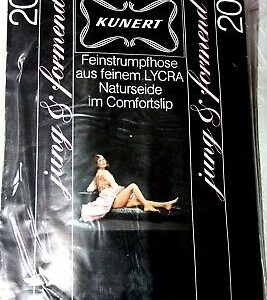 20
KUNERT
20
Feinstrumpfhose
aus feinem LYCRA
Naturseide
im Comfortslip
jung & formend
jung & formend